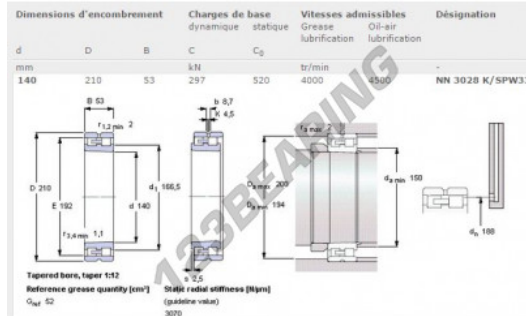 Dimensions d'encombrement Charges de base Vitesses admissibles Désignation
dynamique statique Grease lubrification Oil-air lubrification
d D B C C₀
mm kN tr/min -
140 210 53 297 520 4000 4500 NN 3028 K/SPW33
B 53
b 8,7
K 4,5
r1,2 min 2
ra max 2
D 210
E 192
d1 166,5
d 140
Da max 200
Da min 194
da min 150
dn 188
r3,4 min 1,1
s 2,5
123BEARING
Tapered bore, taper 1:12
Reference grease quantity [cm³] Static radial stiffness [N/µm]
Gref 52 (guideline value)
3070